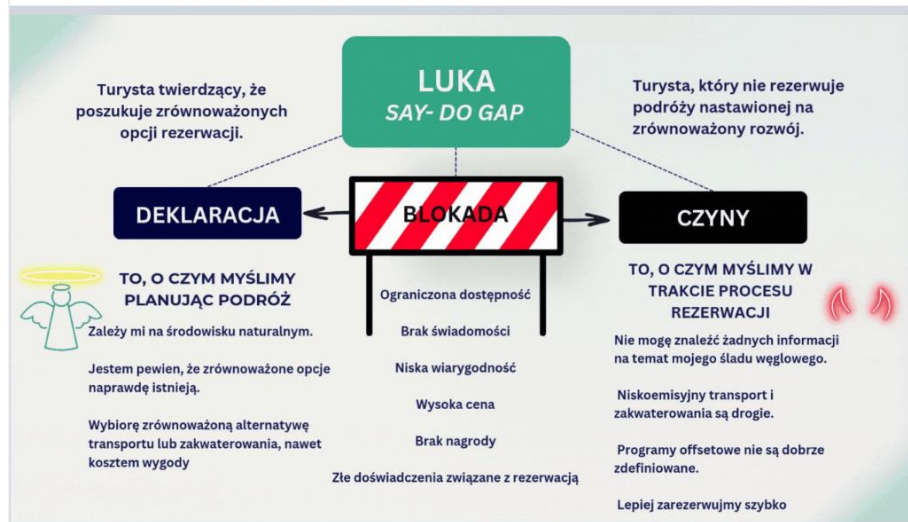 LUKA
SAY- DO GAP
Turysta twierdzący, że
poszukuje zrównoważonych
opcji rezerwacji.
Turysta, który nie rezerwuje
podróży nastawionej na
zrównoważony rozwój.
DEKLARACJA
BLOKADA
CZYNY
TO, O CZYM MYŚLIMY
PLANUJĄC PODRÓŻ
Zależy mi na środowisku naturalnym.
Jestem pewien, że zrównoważone opcje
naprawdę istnieją.
Wybiorę zrównoważoną alternatywę
transportu lub zakwaterowania, nawet
kosztem wygody
Ograniczona dostępność
Brak świadomości
Niska wiarygodność
Wysoka cena
Brak nagrody
Złe doświadczenia związane z rezerwacją
TO, O CZYM MYŚLIMY W
TRAKCIE PROCESU
REZERWACJI
Nie mogę znaleźć żadnych informacji
na temat mojego śladu węglowego.
Niskoemisyjny transport i
zakwaterowania są drogie.
Programy offsetowe nie są dobrze
zdefiniowane.
Lepiej zarezerwujmy szybko